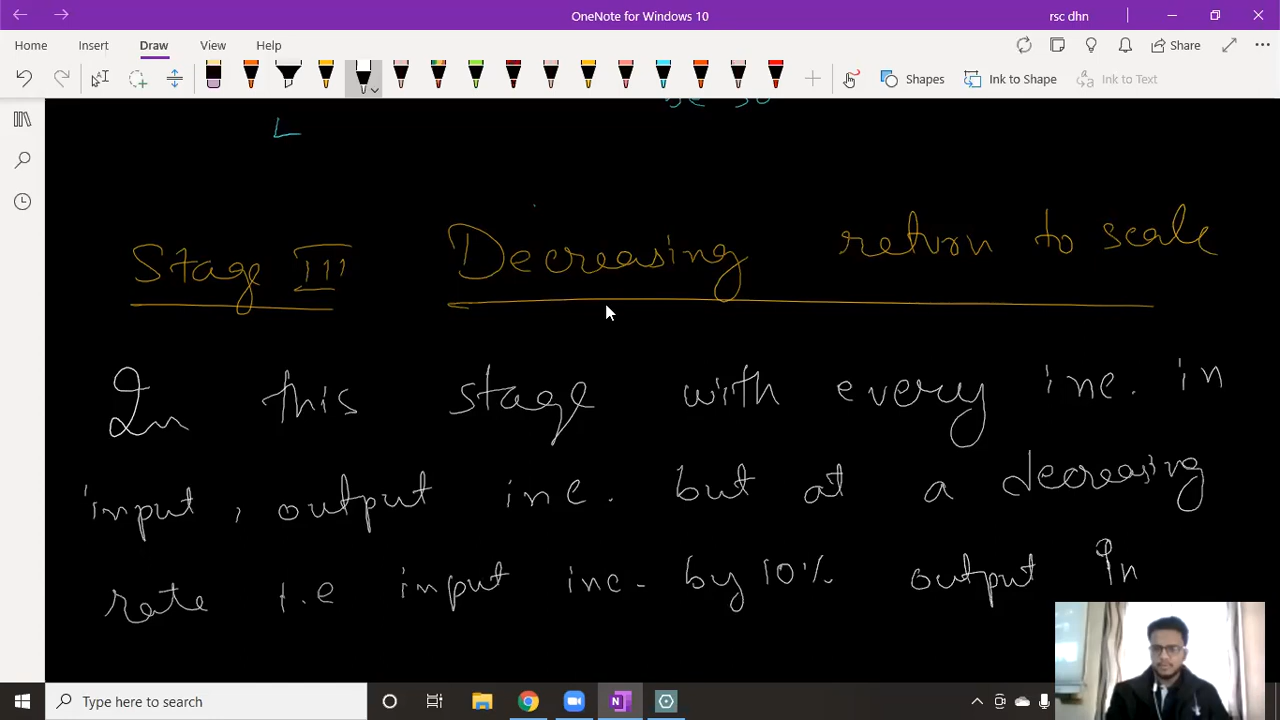 OneNote for Windows 10
rsc dhn
Home Insert Draw View Help
Share
Shapes Ink to Shape Ink to Text
be 50
L
Stage III Decreasing return to scale
In this stage with every inc. in
input, output inc. but at a decreasing
rate i.e input inc- by 10% output In
Type here to search